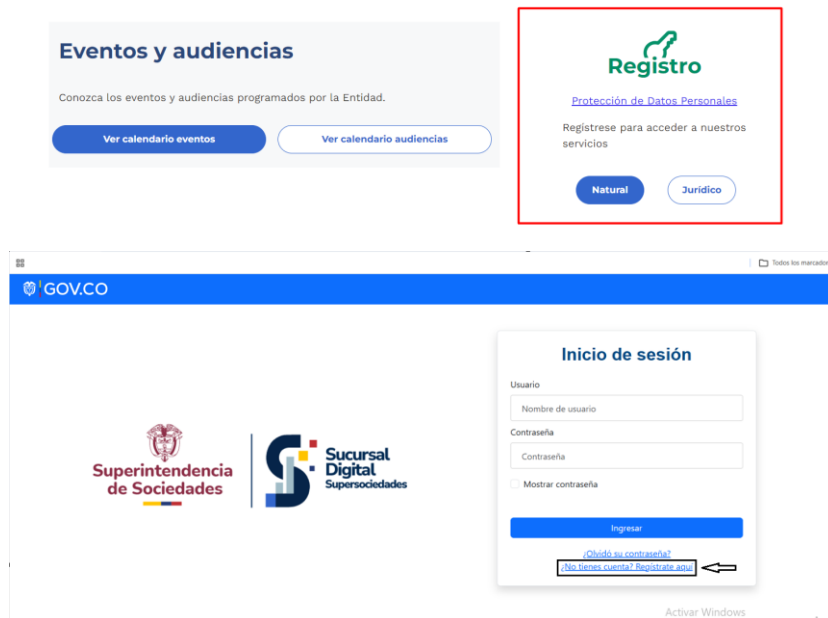 Eventos y audiencias
Conozca los eventos y audiencias programados por la Entidad.
Ver calendario eventos
Ver calendario audiencias
Registro
Protección de Datos Personales
Regístrese para acceder a nuestros
servicios
Natural
Jurídico
Todos los marcador
GOV.CO
Superintendencia
de Sociedades
Sucursal
Digital
Supersociedades
Inicio de sesión
Usuario
Nombre de usuario
Contraseña
Contraseña
Mostrar contraseña
Ingresar
¿Olvidó su contraseña?
¿No tienes cuenta? Regístrate aquí
Activar Windows